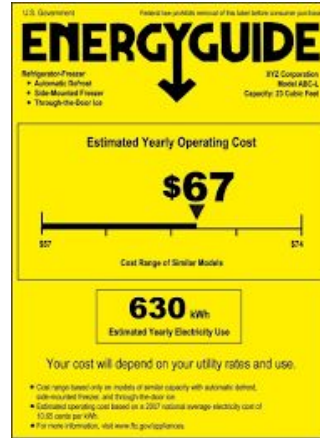 U.S. Government
Federal law prohibits removal of this label before consumer purchase
ENERGYGUIDE
Refrigerator-Freezer
• Automatic Defrost
• Side-Mounted Freezer
• Through-the-Door Ice
XYZ Corporation
Model ABC-L
Capacity: 23 Cubic Feet
Estimated Yearly Operating Cost
$67
$57
$74
Cost Range of Similar Models
630 kWh
Estimated Yearly Electricity Use
Your cost will depend on your utility rates and use.
• Cost range based only on models of similar capacity with automatic defrost,
side-mounted freezer, and through-the-door ice.
• Estimated operating cost based on a 2007 national average electricity cost of
10.65 cents per kWh.
• For more information, visit www.ftc.gov/appliances.